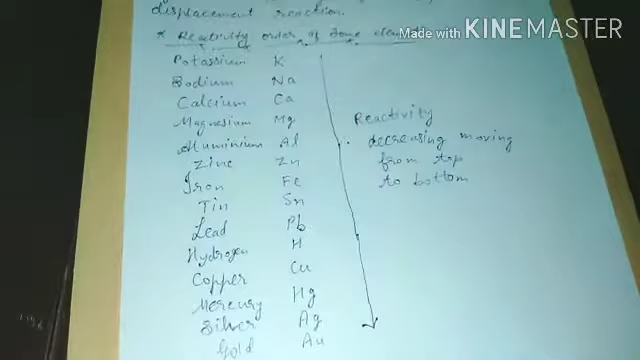 displacement reaction.
Made with KINEMASTER
* Reactivity order of some
Potassium K
Sodium Na
Calcium Ca
Magnesium Mg
Aluminium Al
Zinc Zn
Iron Fe
Tin Sn
Lead Pb
Hydrogen H
Copper Cu
Mercury Hg
Silver Ag
Gold Au
Reactivity
decreasing moving
from top
to bottom